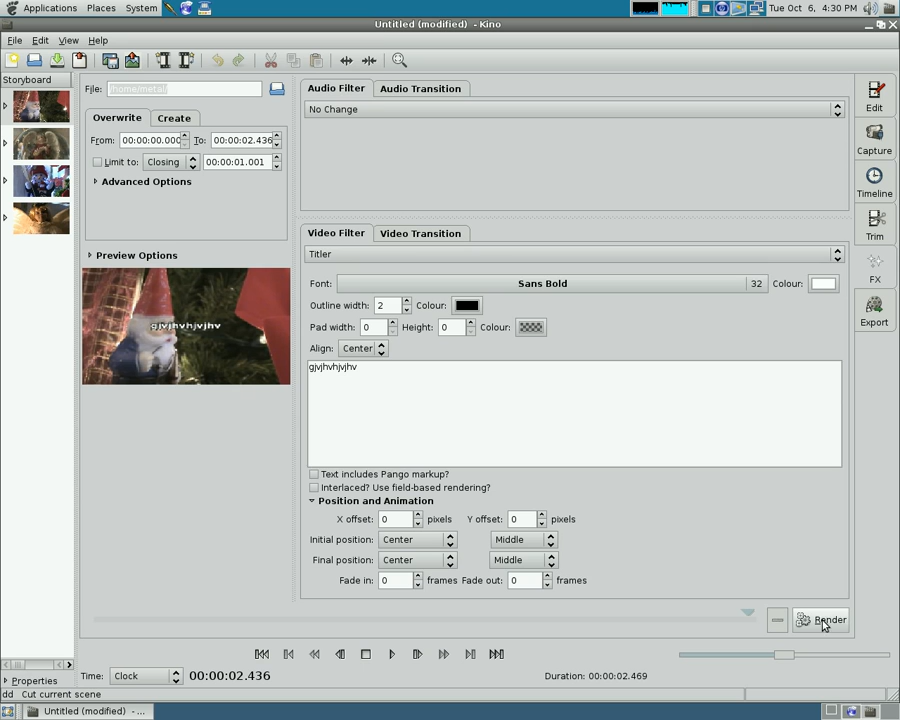 Applications Places System Tue Oct 6, 4:30 PM
Untitled (modified) - Kino
File Edit View Help
Storyboard
File: /home/metal/
Overwrite Create
From: 00:00:00.000 To: 00:00:02.436
Limit to: Closing 00:00:01.001
Advanced Options
Preview Options
gjvjhvhjvjhv
Audio Filter Audio Transition
No Change
Video Filter Video Transition
Titler
Font: Sans Bold 32 Colour:
Outline width: 2 Colour:
Pad width: 0 Height: 0 Colour:
Align: Center
gjvjhvhjvjhv
Text includes Pango markup?
Interlaced? Use field-based rendering?
Position and Animation
X offset: 0 pixels Y offset: 0 pixels
Initial position: Center Middle
Final position: Center Middle
Fade in: 0 frames Fade out: 0 frames
Render
Edit
Capture
Timeline
Trim
FX
Export
Properties
Time: Clock 00:00:02.436 Duration: 00:00:02.469
dd Cut current scene
Untitled (modified) - ...